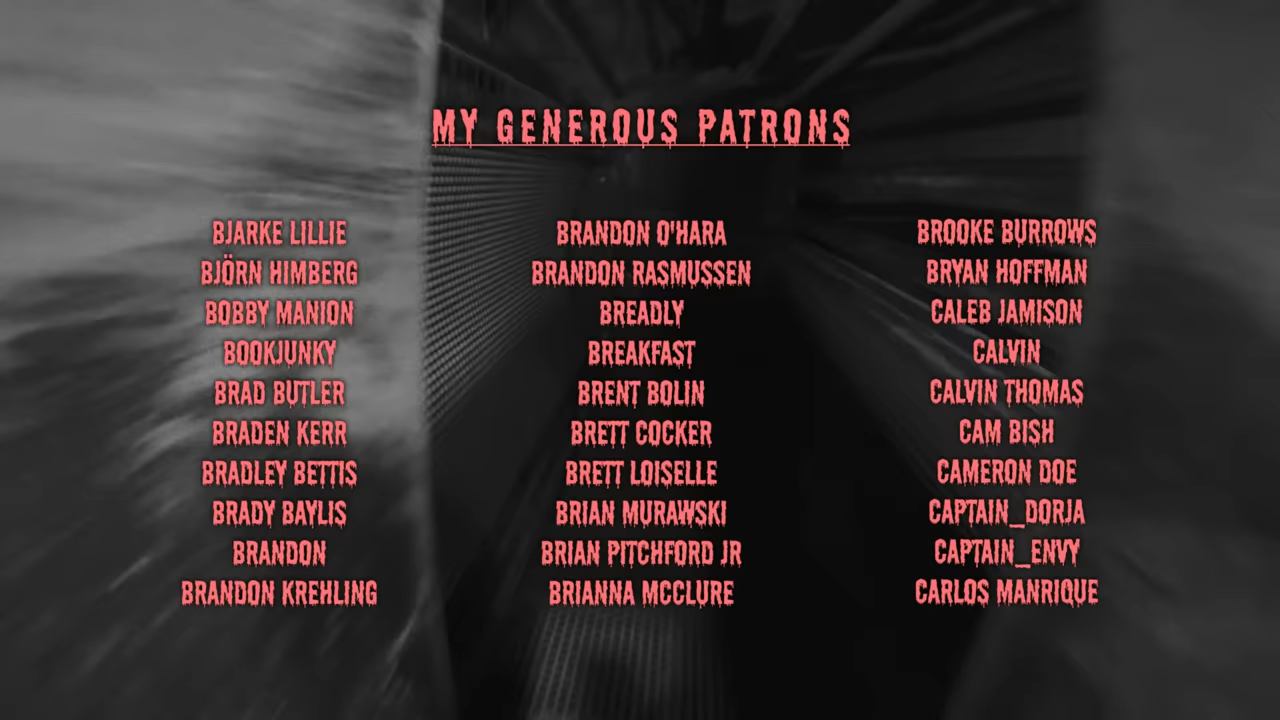 MY GENEROUS PATRONS
BJARKE LILLIE
BJÖRN HIMBERG
BOBBY MANION
BOOKJUNKY
BRAD BUTLER
BRADEN KERR
BRADLEY BETTIS
BRADY BAYLIS
BRANDON
BRANDON KREHLING
BRANDON O'HARA
BRANDON RASMUSSEN
BREADLY
BREAKFAST
BRENT BOLIN
BRETT COCKER
BRETT LOISELLE
BRIAN MURAWSKI
BRIAN PITCHFORD JR
BRIANNA MCCLURE
BROOKE BURROWS
BRYAN HOFFMAN
CALEB JAMISON
CALVIN
CALVIN THOMAS
CAM BISH
CAMERON DOE
CAPTAIN_DORJA
CAPTAIN_ENVY
CARLOS MANRIQUE